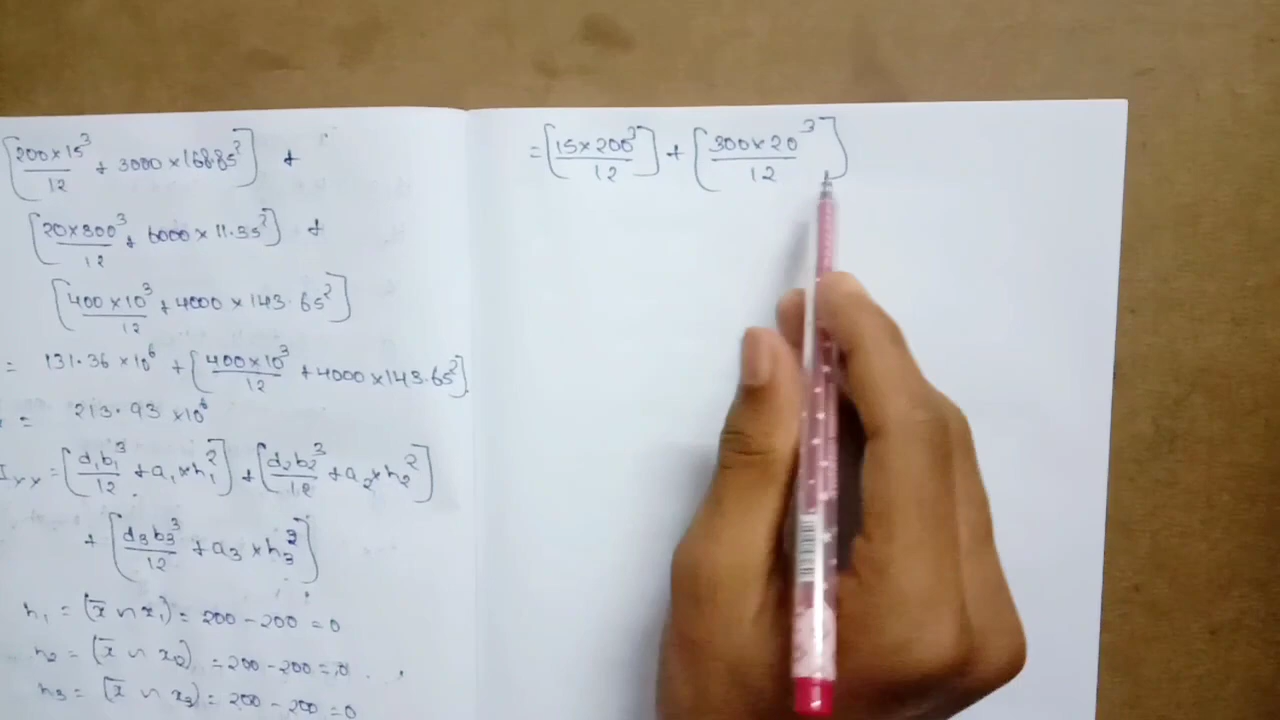 [200×15³/12 + 3000×168.85²] +
[20×300³/12 + 6000×11.35²] +
[400×10³/12 + 4000×143.65²]
= 131.36×10⁶ + [400×10³/12 + 4000×143.65²]
= 213.93×10⁶
I_YY = [d₁b₁³/12 + a₁×h₁²] + [d₂b₂³/12 + a₂×h₂²]
+ [d₃b₃³/12 + a₃×h₃²]
h₁ = (x̄ ∽ x₁) = 200 - 200 = 0
h₂ = (x̄ ∽ x₂) = 200 - 200 = 0
h₃ = (x̄ ∽ x₃) = 200 - 200 = 0
= [15×200³/12] + [300×20³/12]